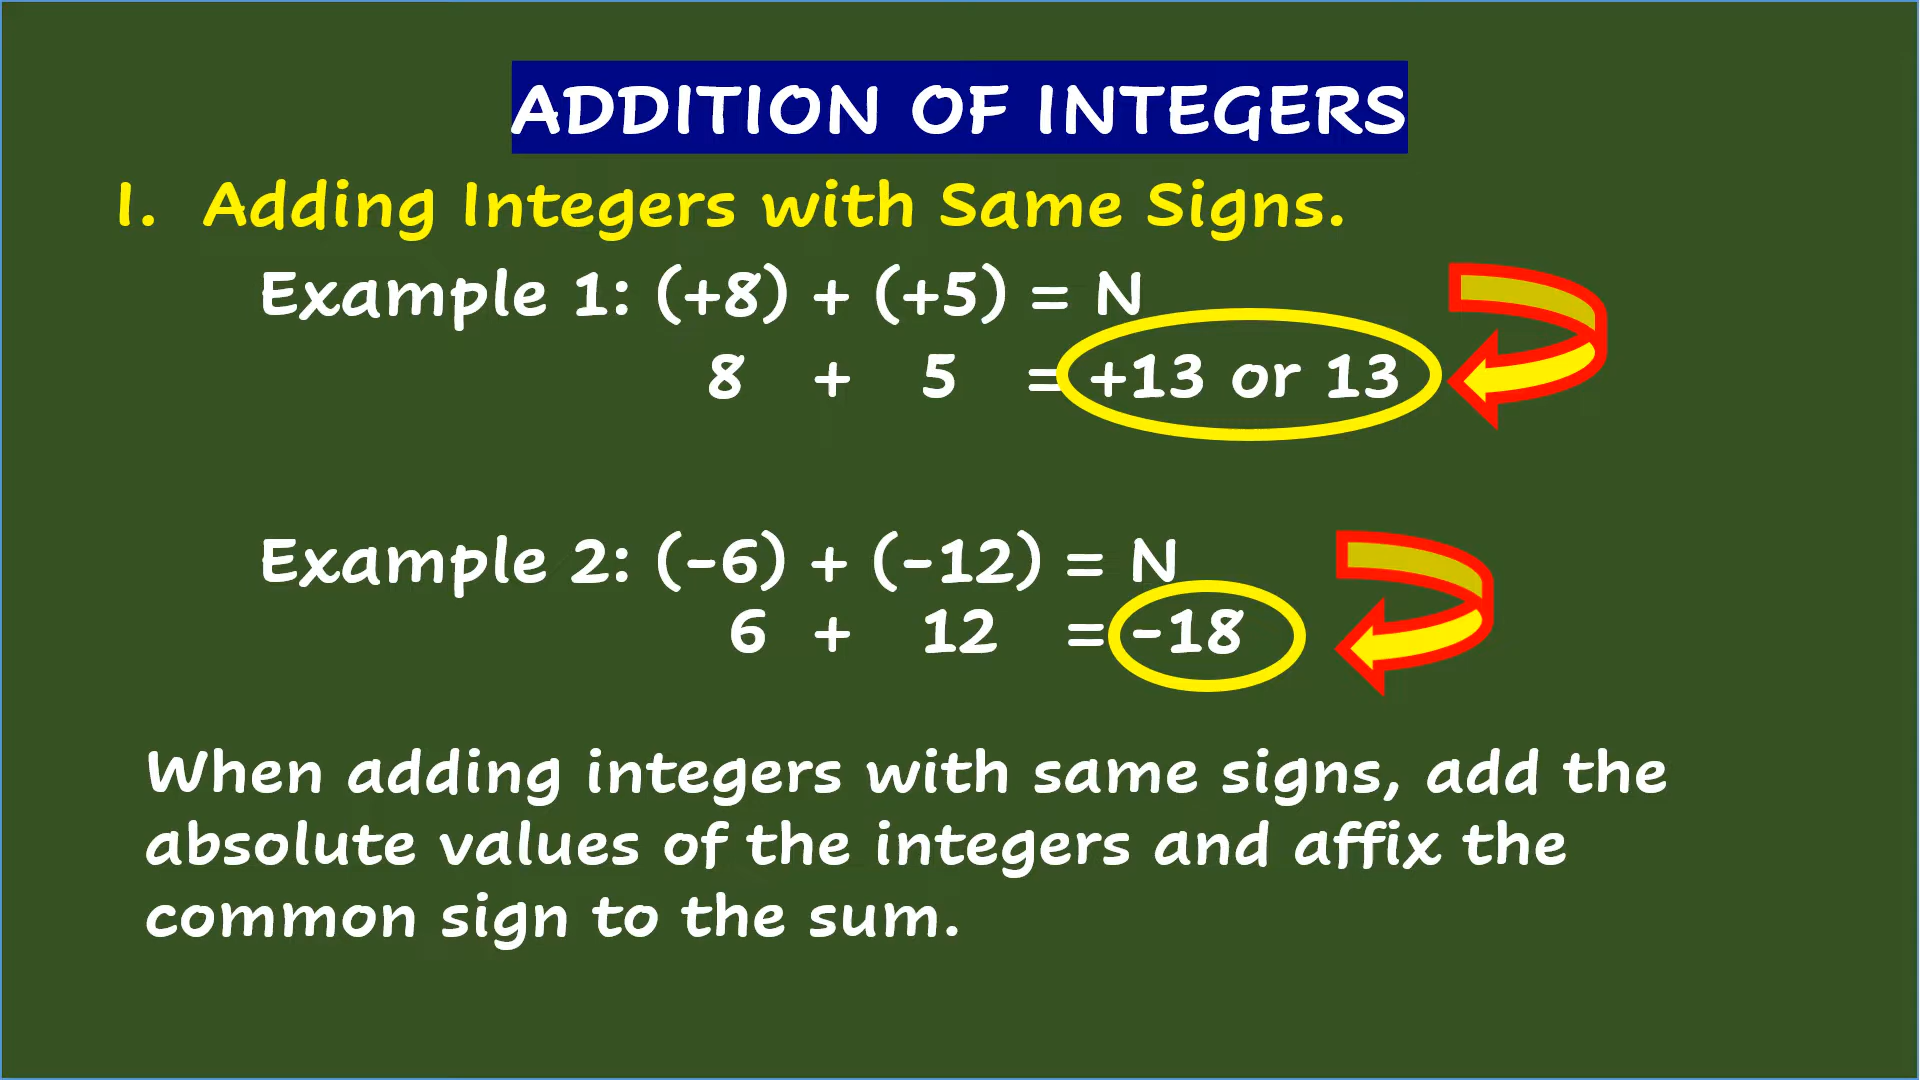 ADDITION OF INTEGERS
I. Adding Integers with Same Signs.
Example 1: (+8) + (+5) = N
8 + 5 = +13 or 13
Example 2: (-6) + (-12) = N
6 + 12 = -18
When adding integers with same signs, add the
absolute values of the integers and affix the
common sign to the sum.